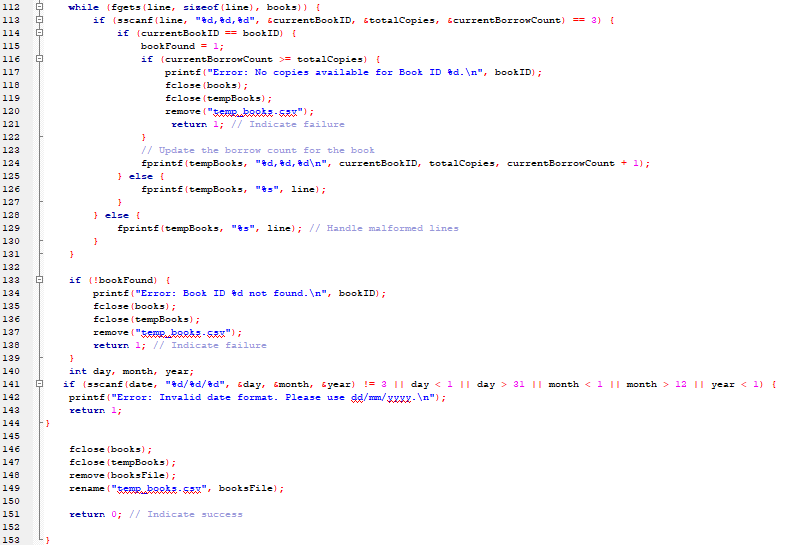 112 while (fgets(line, sizeof(line), books)) {
113 if (sscanf(line, "%d,%d,%d", &currentBookID, &totalCopies, &currentBorrowCount) == 3) {
114 if (currentBookID == bookID) {
115 bookFound = 1;
116 if (currentBorrowCount >= totalCopies) {
117 printf("Error: No copies available for Book ID %d.\n", bookID);
118 fclose(books);
119 fclose(tempBooks);
120 remove("temp_books.csv");
121 return 1; // Indicate failure
122 }
123 // Update the borrow count for the book
124 fprintf(tempBooks, "%d,%d,%d\n", currentBookID, totalCopies, currentBorrowCount + 1);
125 } else {
126 fprintf(tempBooks, "%s", line);
127 }
128 } else {
129 fprintf(tempBooks, "%s", line); // Handle malformed lines
130 }
131 }
132
133 if (!bookFound) {
134 printf("Error: Book ID %d not found.\n", bookID);
135 fclose(books);
136 fclose(tempBooks);
137 remove("temp_books.csv");
138 return 1; // Indicate failure
139 }
140 int day, month, year;
141 if (sscanf(date, "%d/%d/%d", &day, &month, &year) != 3 || day < 1 || day > 31 || month < 1 || month > 12 || year < 1) {
142 printf("Error: Invalid date format. Please use dd/mm/yyyy.\n");
143 return 1;
144 }
145
146 fclose(books);
147 fclose(tempBooks);
148 remove(booksFile);
149 rename("temp_books.csv", booksFile);
150
151 return 0; // Indicate success
152
153 }